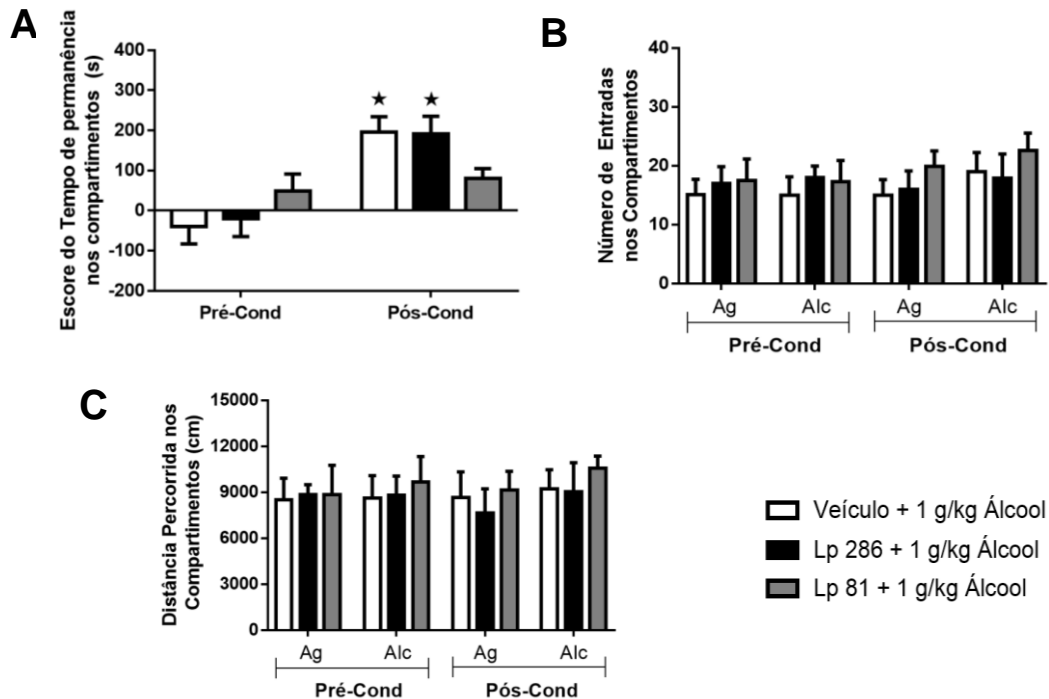 A
Escore do Tempo de permanência
nos compartimentos (s)
400
300
200
100
0
-100
-200
★ ★
Pré-Cond Pós-Cond
B
Número de Entradas
nos Compartimentos
40
30
20
10
0
Ag Alc Ag Alc
Pré-Cond Pós-Cond
C
Distância Percorrida nos
Compartimentos (cm)
15000
12000
9000
6000
3000
0
Ag Alc Ag Alc
Pré-Cond Pós-Cond
Veículo + 1 g/kg Álcool
Lp 286 + 1 g/kg Álcool
Lp 81 + 1 g/kg Álcool